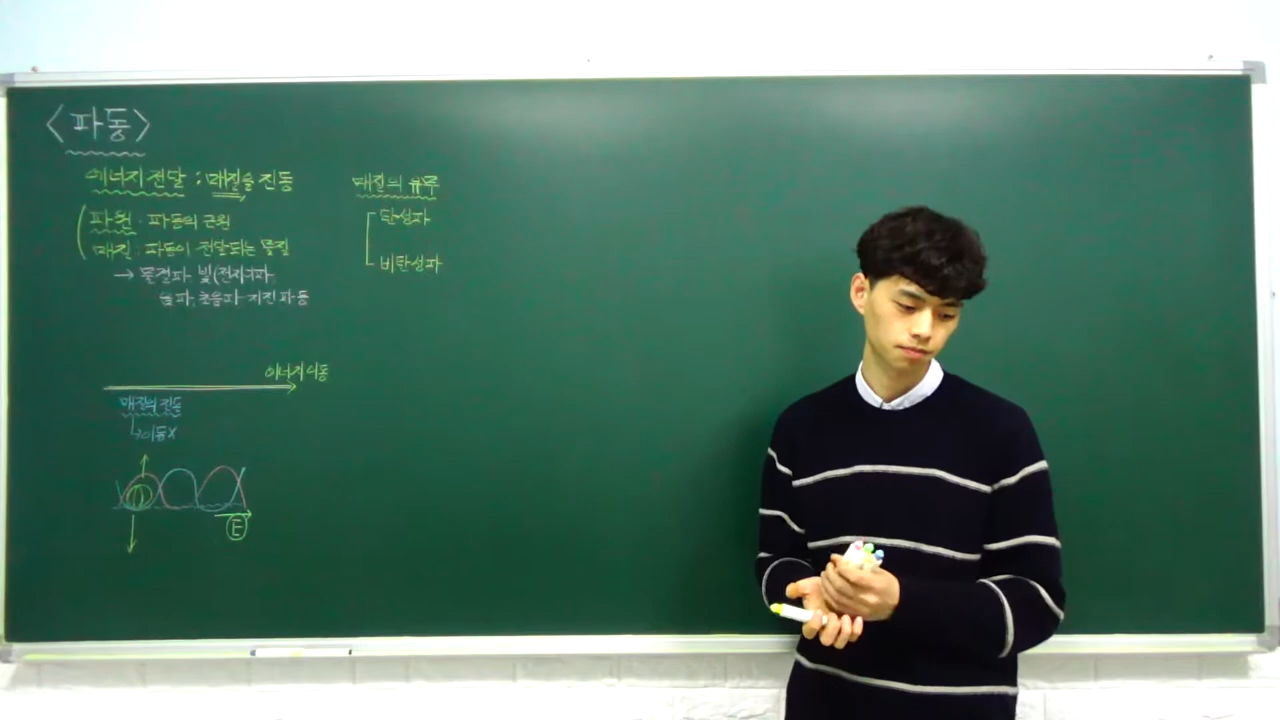 <파동>
에너지 전달 : 매질을 진동
파원 : 파동의 근원
매질 : 파동이 전달되는 물질
→ 물결파 빛(전자기파)
음파, 초음파 지진파 등
매질의 유무
탄성파
비탄성파
에너지 이동
매질의 진동
→이동X
E